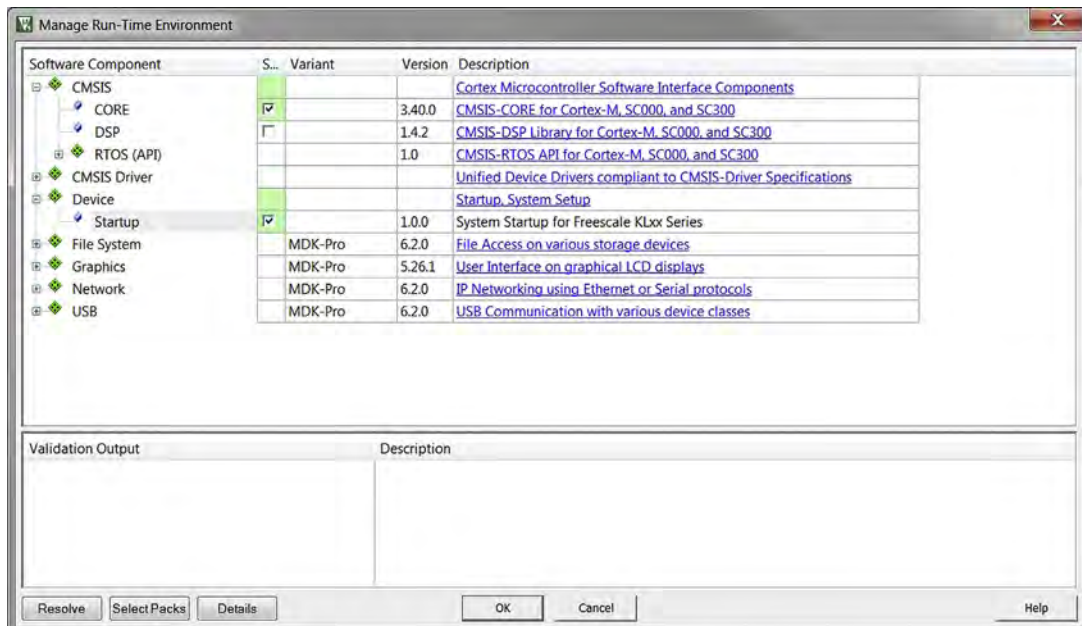 Manage Run-Time Environment
Software Component S... Variant Version Description
CMSIS Cortex Microcontroller Software Interface Components
CORE 3.40.0 CMSIS-CORE for Cortex-M, SC000, and SC300
DSP 1.4.2 CMSIS-DSP Library for Cortex-M, SC000, and SC300
RTOS (API) 1.0 CMSIS-RTOS API for Cortex-M, SC000, and SC300
CMSIS Driver Unified Device Drivers compliant to CMSIS-Driver Specifications
Device Startup, System Setup
Startup 1.0.0 System Startup for Freescale KLxx Series
File System MDK-Pro 6.2.0 File Access on various storage devices
Graphics MDK-Pro 5.26.1 User Interface on graphical LCD displays
Network MDK-Pro 6.2.0 IP Networking using Ethernet or Serial protocols
USB MDK-Pro 6.2.0 USB Communication with various device classes
Validation Output Description
Resolve Select Packs Details OK Cancel Help